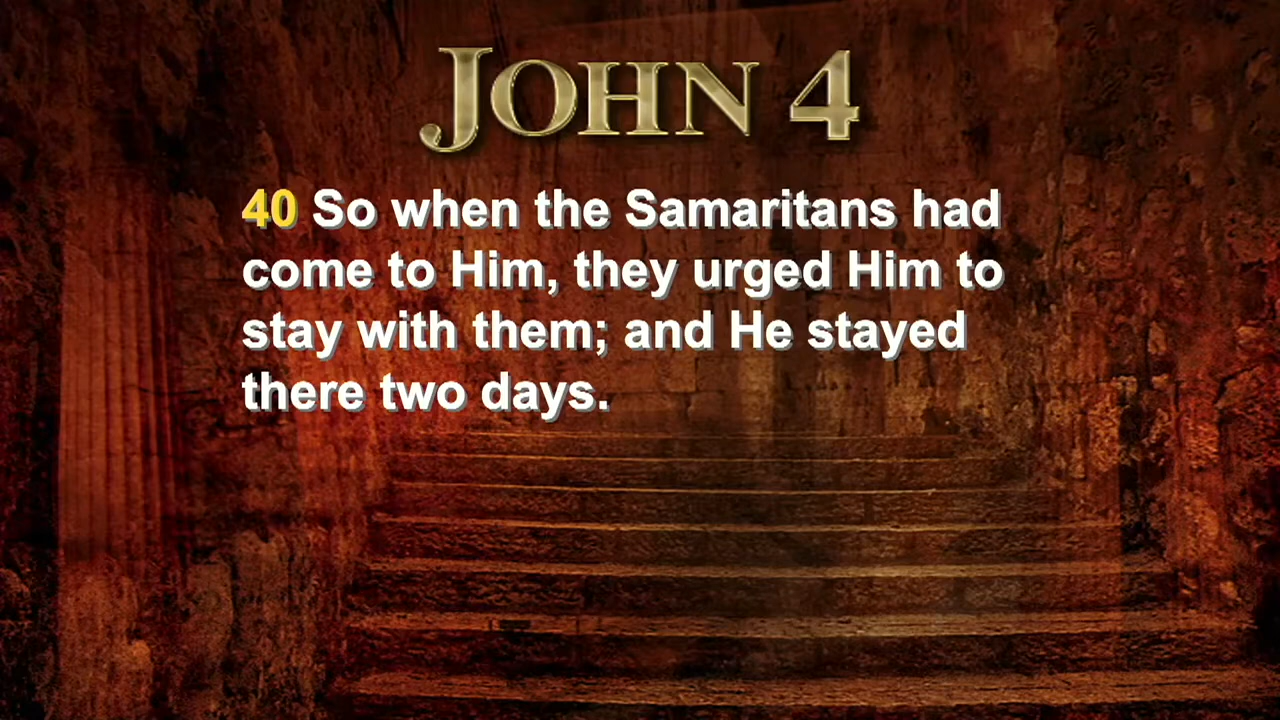 JOHN 4
40 So when the Samaritans had
come to Him, they urged Him to
stay with them; and He stayed
there two days.